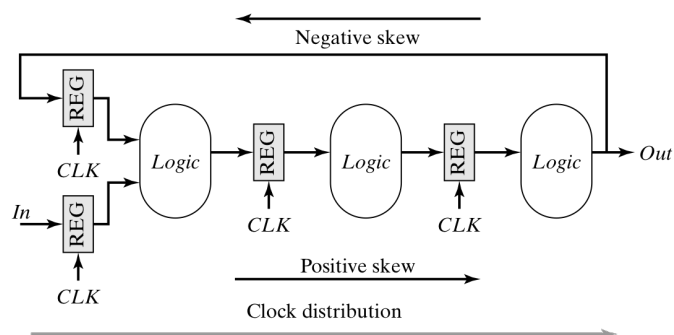 Negative skew
REG
CLK
In
REG
CLK
Logic
REG
CLK
Logic
REG
CLK
Logic
Out
Positive skew
Clock distribution